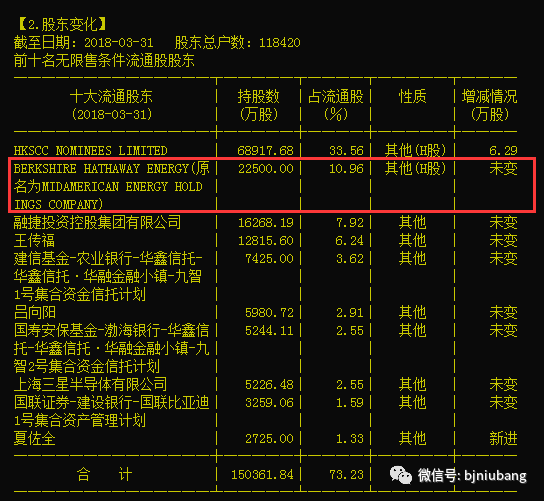 【2.股东变化】
截至日期：2018-03-31 股东总户数：118420
前十名无限售条件流通股股东
十大流通股东 持股数 占流通股 性质 增减情况
(2018-03-31) (万股) (%) (万股)
HKSCC NOMINEES LIMITED 68917.68 33.56 其他(H股) 6.29
BERKSHIRE HATHAWAY ENERGY(原 22500.00 10.96 其他(H股) 未变
名为MIDAMERICAN ENERGY HOLD
INGS COMPANY)
融捷投资控股集团有限公司 16268.19 7.92 其他 未变
王传福 12815.60 6.24 其他 未变
建信基金-农业银行-华鑫信托- 7425.00 3.62 其他 未变
华鑫信托·华融金融小镇-九智
1号集合资金信托计划
吕向阳 5980.72 2.91 其他 未变
国寿安保基金-渤海银行-华鑫信 5244.11 2.55 其他 未变
托-华鑫信托·华融金融小镇-九
智2号集合资金信托计划
上海三星半导体有限公司 5226.48 2.55 其他 未变
国联证券-建设银行-国联比亚迪 3259.06 1.59 其他 未变
1号集合资产管理计划
夏佐全 2725.00 1.33 其他 新进
合 计 150361.84 73.23
微信号: bjniubang